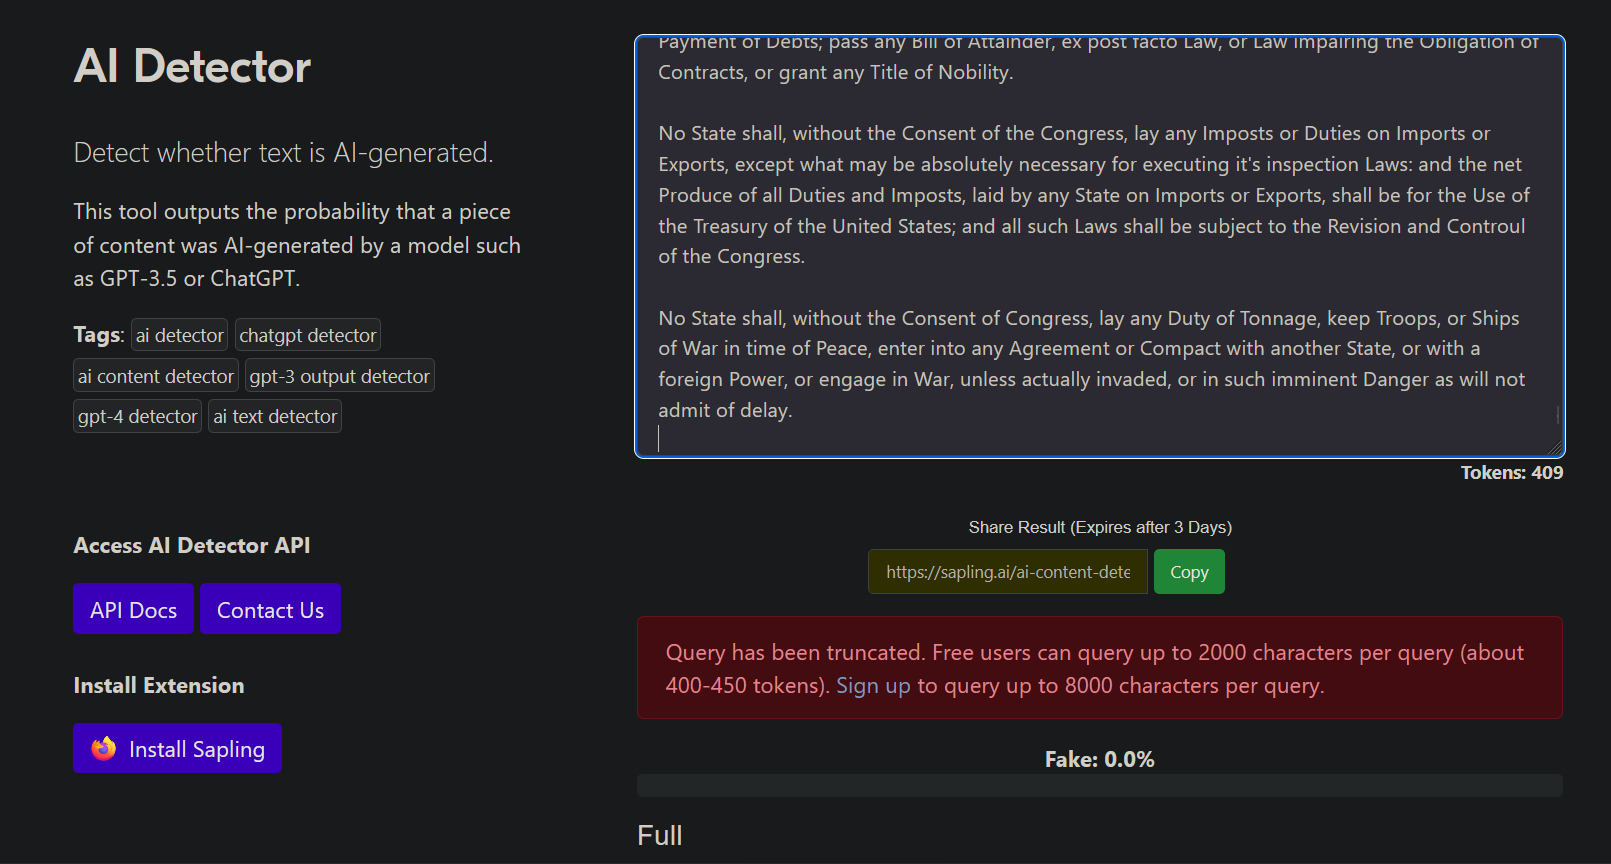 AI Detector
Detect whether text is AI-generated.
This tool outputs the probability that a piece
of content was AI-generated by a model such
as GPT-3.5 or ChatGPT.
Tags: ai detector chatgpt detector
ai content detector gpt-3 output detector
gpt-4 detector ai text detector
Access AI Detector API
API Docs Contact Us
Install Extension
Install Sapling
Payment of Debts; pass any Bill of Attainder, ex post facto Law, or Law impairing the Obligation of
Contracts, or grant any Title of Nobility.
No State shall, without the Consent of the Congress, lay any Imposts or Duties on Imports or
Exports, except what may be absolutely necessary for executing it's inspection Laws: and the net
Produce of all Duties and Imposts, laid by any State on Imports or Exports, shall be for the Use of
the Treasury of the United States; and all such Laws shall be subject to the Revision and Controul
of the Congress.
No State shall, without the Consent of Congress, lay any Duty of Tonnage, keep Troops, or Ships
of War in time of Peace, enter into any Agreement or Compact with another State, or with a
foreign Power, or engage in War, unless actually invaded, or in such imminent Danger as will not
admit of delay.
Tokens: 409
Share Result (Expires after 3 Days)
https://sapling.ai/ai-content-dete Copy
Query has been truncated. Free users can query up to 2000 characters per query (about
400-450 tokens). Sign up to query up to 8000 characters per query.
Fake: 0.0%
Full